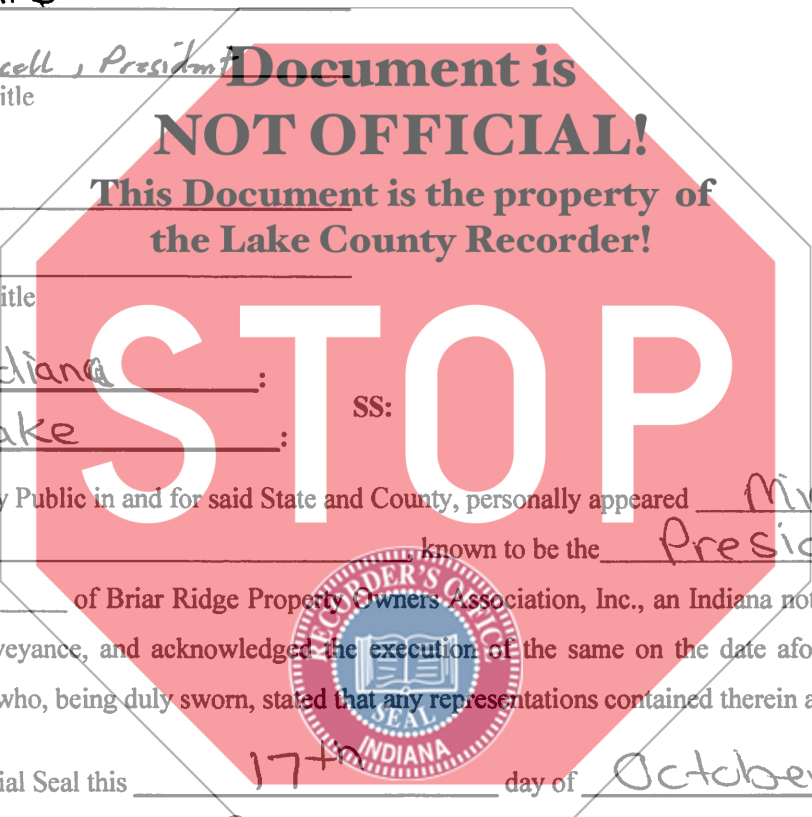 cell, President
itle
Document is
NOT OFFICIAL!
This Document is the property of
the Lake County Recorder!
itle
STOP
diana :
SS:
ake :
y Public in and for said State and County, personally appeared Mi
, known to be the Presid
of Briar Ridge Property Owners Association, Inc., an Indiana not
veyance, and acknowledged the execution of the same on the date afo
who, being duly sworn, stated that any representations contained therein a
RECORDER'S OFFICE
SEAL
INDIANA
ial Seal this 17th day of October